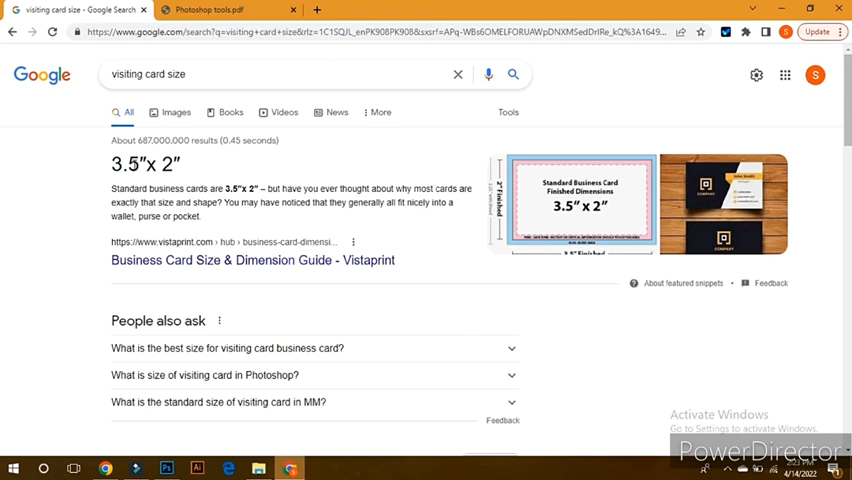 visiting card size - Google Search
Photoshop tools.pdf
https://www.google.com/search?q=visiting+card+size&rlz=1C1SQJL_enPK908PK908&sxsrf=APq-WBs6OMELFORUAWpDNXMSedDrIRe_kQ%3A1649...
Update
Google
visiting card size
S
All
Images
Books
Videos
News
More
Tools
About 687,000,000 results (0.45 seconds)
3.5"x 2"
Standard business cards are 3.5"x 2" – but have you ever thought about why most cards are
exactly that size and shape? You may have noticed that they generally all fit nicely into a
wallet, purse or pocket.
https://www.vistaprint.com › hub › business-card-dimensi...
Business Card Size & Dimension Guide - Vistaprint
2" Finished
Standard Business Card
Finished Dimensions
3.5" x 2"
3.5" Finished
COMPANY
COMPANY
About featured snippets
Feedback
People also ask
What is the best size for visiting card business card?
What is size of visiting card in Photoshop?
What is the standard size of visiting card in MM?
Feedback
Activate Windows
Go to Settings to activate Windows.
PowerDirector
Ps
Ai
2:23 PM
4/14/2022